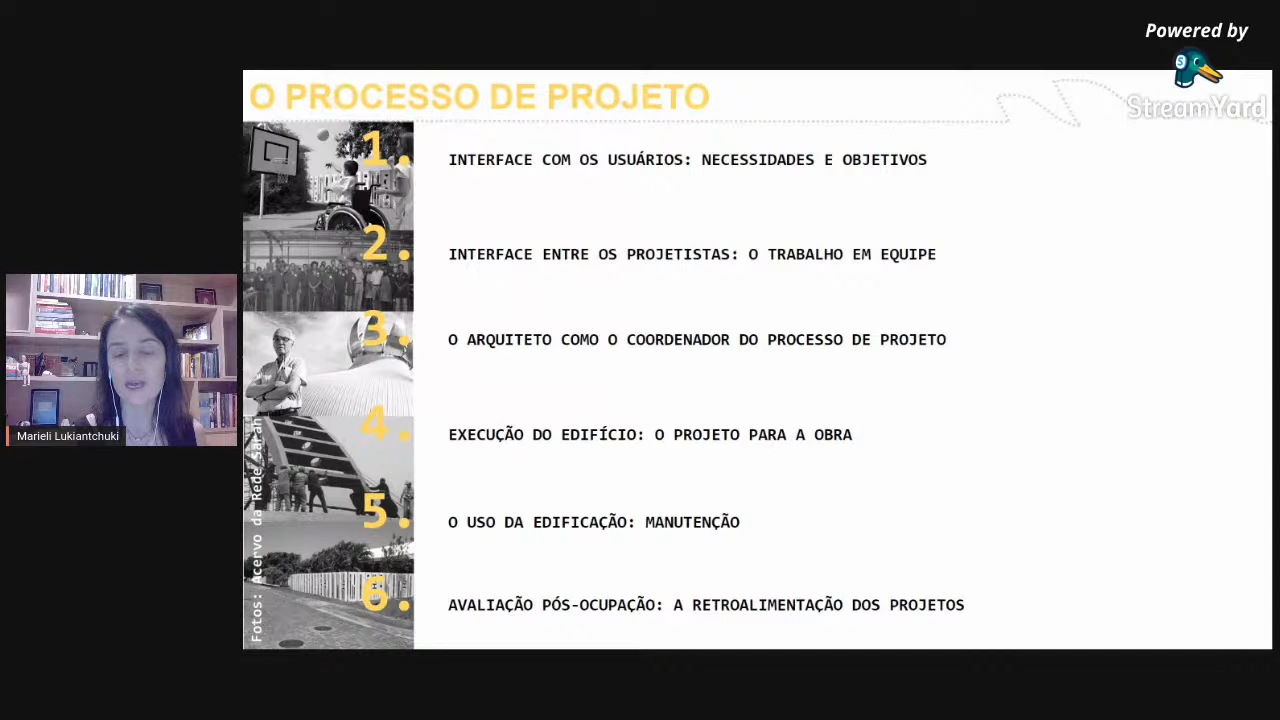 Powered by
StreamYard
O PROCESSO DE PROJETO
1.
INTERFACE COM OS USUÁRIOS: NECESSIDADES E OBJETIVOS
2.
INTERFACE ENTRE OS PROJETISTAS: O TRABALHO EM EQUIPE
3.
O ARQUITETO COMO O COORDENADOR DO PROCESSO DE PROJETO
4.
EXECUÇÃO DO EDIFÍCIO: O PROJETO PARA A OBRA
5.
O USO DA EDIFICAÇÃO: MANUTENÇÃO
6.
AVALIAÇÃO PÓS-OCUPAÇÃO: A RETROALIMENTAÇÃO DOS PROJETOS
Fotos: Acervo da Rede Sarah
Marieli Lukiantchuki